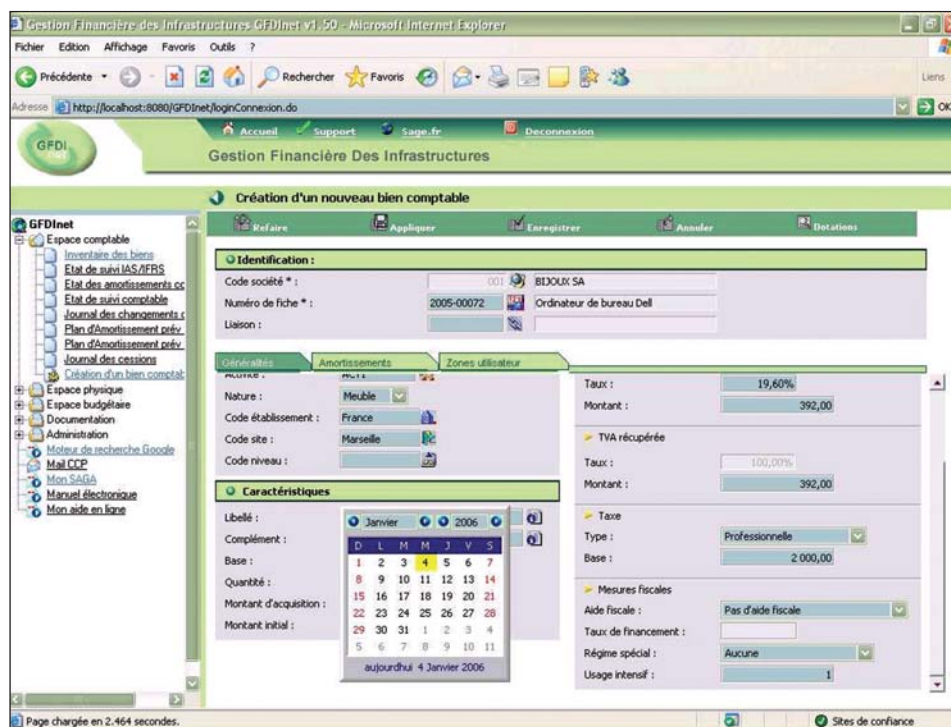 Gestion Financière des Infrastructures GFDInet v1.50 - Microsoft Internet Explorer
Fichier Edition Affichage Favoris Outils ?
Précédente Rechercher Favoris Liens
Adresse http://localhost:8080/GFDInet/loginConnexion.do OK
GFDI
net
Accueil Support Sage.fr Deconnexion
Gestion Financière Des Infrastructures
Création d'un nouveau bien comptable
Refaire Appliquer Enregistrer Annuler Dotations
GFDInet
Espace comptable
Inventaire des biens
Etat de suivi IAS/IFRS
Etat des amortissements cc
Etat de suivi comptable
Journal des changements c
Plan d'Amortissement prév
Plan d'Amortissement prév
Journal des cessions
Création d'un bien comptab
Espace physique
Espace budgétaire
Documentation
Administration
Moteur de recherche Google
Mail CCP
Mon SAGA
Manuel électronique
Mon aide en ligne
Identification :
Code société * : 001 BIJOUX SA
Numéro de fiche * : 2005-00072 Ordinateur de bureau Dell
Liaison :
Généralités Amortissements Zones utilisateur
Activité : ACT1
Nature : Meuble
Code établissement : France
Code site : Marseille
Code niveau :
Caractéristiques
Libellé :
Complément :
Base :
Quantité :
Montant d'acquisition :
Montant initial :
Janvier 2006
D L M M J V S
1 2 3 4 5 6 7
8 9 10 11 12 13 14
15 16 17 18 19 20 21
22 23 24 25 26 27 28
29 30 31 1 2 3 4
5 6 7 8 9 10 11
aujourdhui 4 Janvier 2006
Taux : 19,60%
Montant : 392,00
TVA récupérée
Taux : 100,00%
Montant : 392,00
Taxe
Type : Professionnelle
Base : 2 000,00
Mesures fiscales
Aide fiscale : Pas d'aide fiscale
Taux de financement :
Régime spécial : Aucune
Usage intensif : 1
Page chargée en 2.464 secondes. Sites de confiance